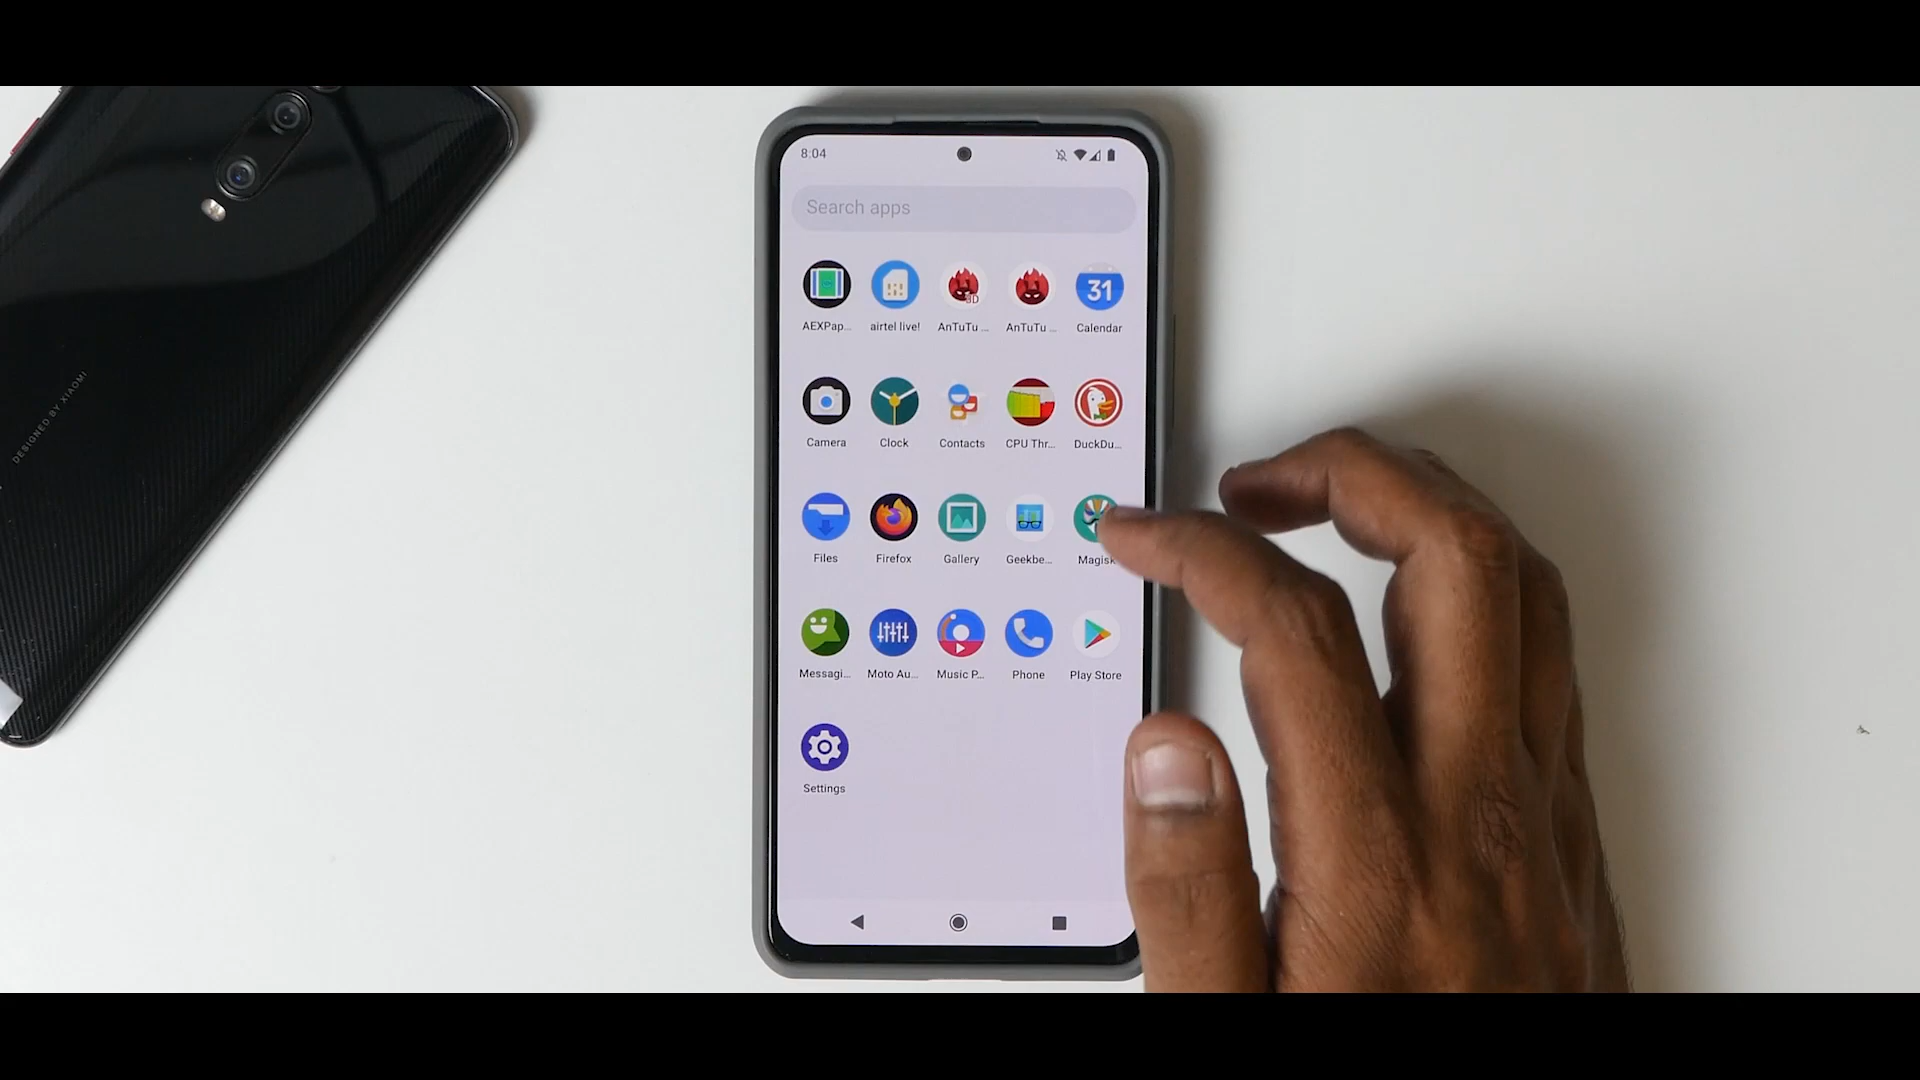 DESIGNED BY XIAOMI
8:04
Search apps
AEXPap...
airtel live!
AnTuTu ...
AnTuTu ...
Calendar
31
Camera
Clock
Contacts
CPU Thr...
DuckDu...
Files
Firefox
Gallery
Geekbe...
Magisk
Messagi...
Moto Au...
Music P...
Phone
Play Store
Settings